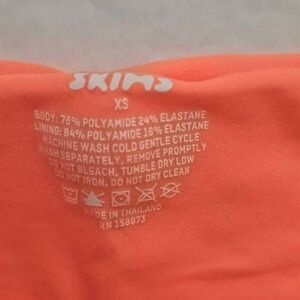 SKIMS
XS
BODY: 76% POLYAMIDE 24% ELASTANE
LINING: 84% POLYAMIDE 16% ELASTANE
MACHINE WASH COLD GENTLE CYCLE
WASH SEPARATELY, REMOVE PROMPTLY
DO NOT BLEACH, TUMBLE DRY LOW
DO NOT IRON, DO NOT DRY CLEAN
MADE IN THAILAND
RN 158973